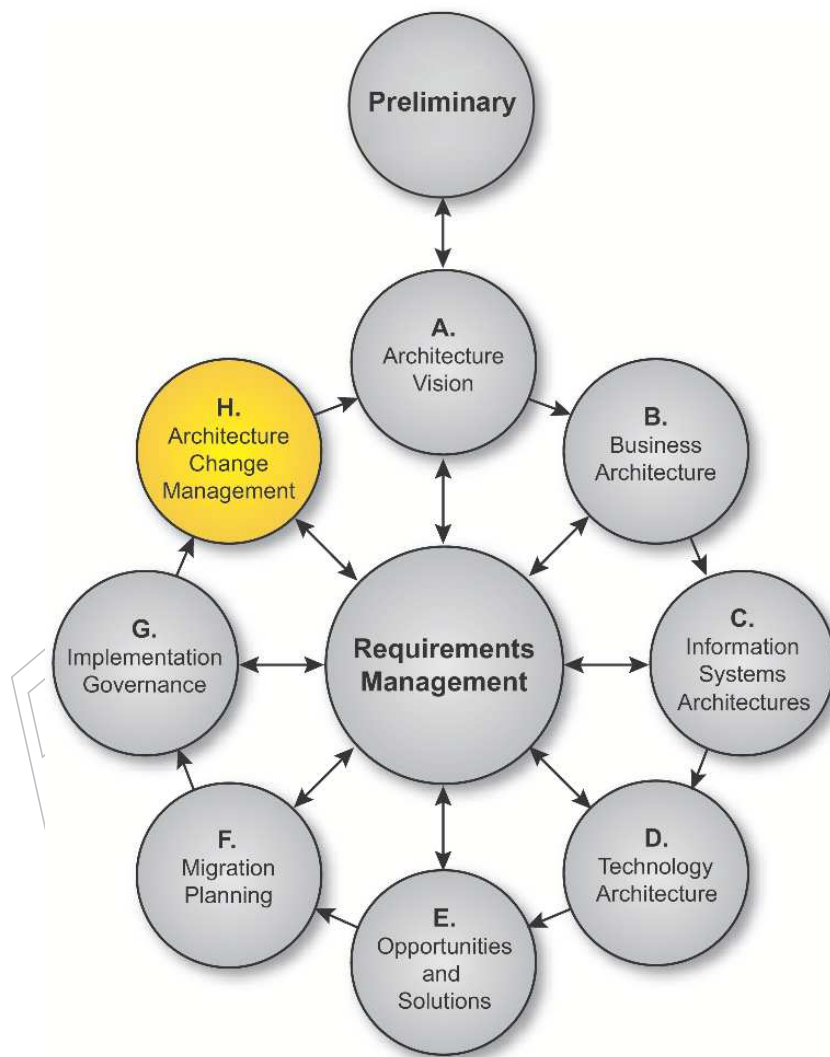 Preliminary
A.
Architecture
Vision
B.
Business
Architecture
C.
Information
Systems
Architectures
D.
Technology
Architecture
E.
Opportunities
and
Solutions
F.
Migration
Planning
G.
Implementation
Governance
H.
Architecture
Change
Management
Requirements
Management